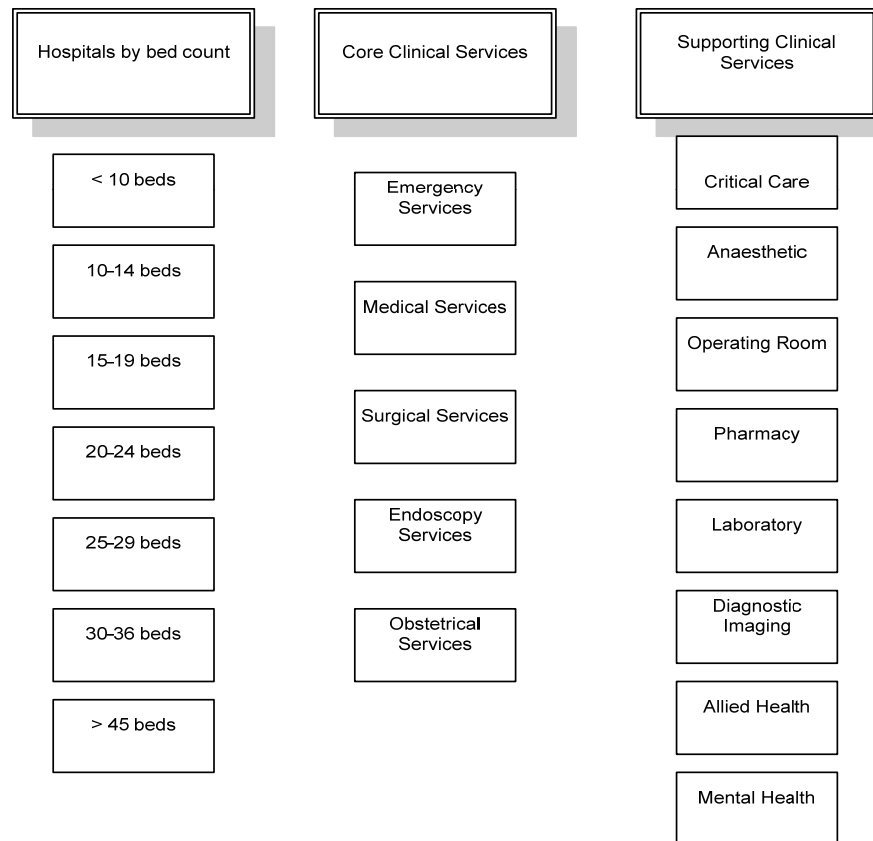 Hospitals by bed count
< 10 beds
10–14 beds
15–19 beds
20–24 beds
25–29 beds
30–36 beds
> 45 beds
Core Clinical Services
Emergency
Services
Medical Services
Surgical Services
Endoscopy
Services
Obstetrical
Services
Supporting Clinical
Services
Critical Care
Anaesthetic
Operating Room
Pharmacy
Laboratory
Diagnostic
Imaging
Allied Health
Mental Health